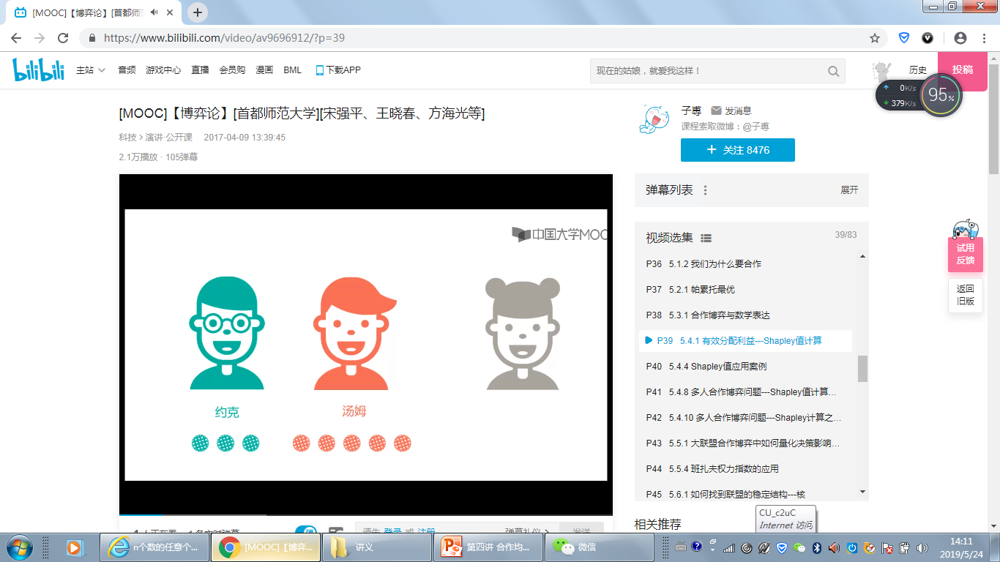 [MOOC]【博弈论】[首都师范
https://www.bilibili.com/video/av9696912/?p=39
bilibili 主站 音频 游戏中心 直播 会员购 漫画 BML 下载APP
现在的姑娘，就爱我这样！
历史
投稿
0K/s
379K/s
95%
[MOOC]【博弈论】[首都师范大学][宋强平、王晓春、方海光等]
科技 > 演讲·公开课 2017-04-09 13:39:45
2.1万播放 · 105弹幕
子尃 发消息
课程索取微博：@子尃
+ 关注 8476
中国大学MOOC
约克
汤姆
弹幕列表
展开
视频选集
39/83
P36 5.1.2 我们为什么要合作
P37 5.2.1 帕累托最优
P38 5.3.1 合作博弈与数学表达
P39 5.4.1 有效分配利益---Shapley值计算
P40 5.4.4 Shapley值应用案例
P41 5.4.8 多人合作博弈问题---Shapley值计算...
P42 5.4.10 多人合作博弈问题---Shapley计算之...
P43 5.5.1 大联盟合作博弈中如何量化决策影响...
P44 5.5.4 班扎夫权力指数的应用
P45 5.6.1 如何找到联盟的稳定结构---核
试用
反馈
返回
旧版
相关推荐
1 人正在看 1 条实时弹幕
弹
请先 登录 或 注册
弹幕礼仪 >
发送
CU_c2uC
Internet 访问
n个数的任意个...
[MOOC]【博弈...
讲义
第四讲 合作均...
微信
14:11
2019/5/24